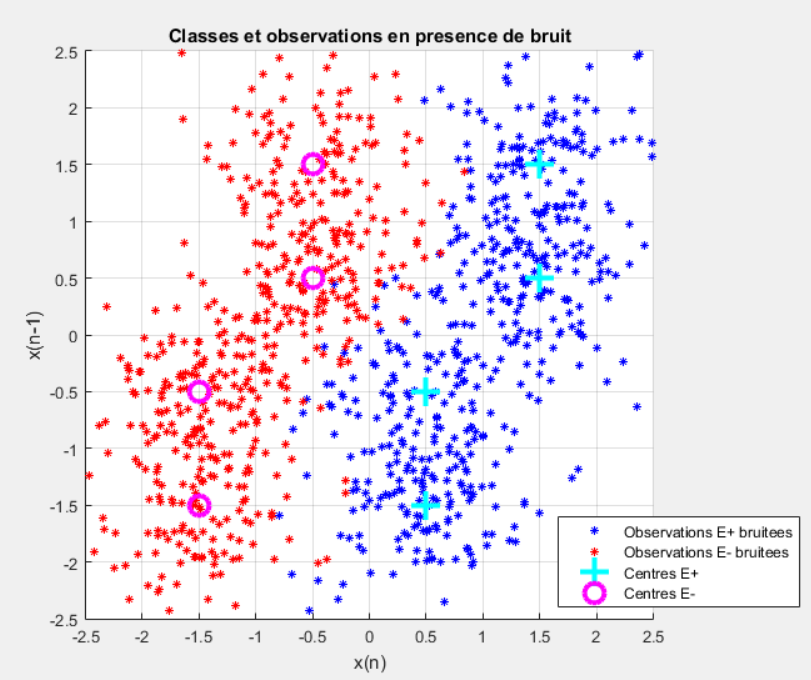 Classes et observations en presence de bruit
2.5
2
1.5
1
0.5
0
-0.5
-1
-1.5
-2
-2.5
x(n-1)
-2.5 -2 -1.5 -1 -0.5 0 0.5 1 1.5 2 2.5
x(n)
Observations E+ bruitees
Observations E- bruitees
Centres E+
Centres E-